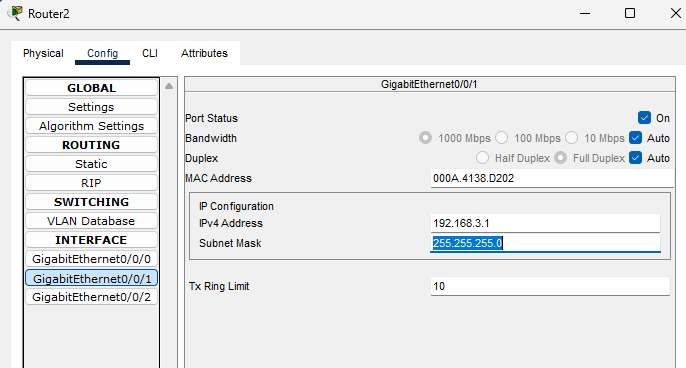 Router2
Physical Config CLI Attributes
GLOBAL
Settings
Algorithm Settings
ROUTING
Static
RIP
SWITCHING
VLAN Database
INTERFACE
GigabitEthernet0/0/0
GigabitEthernet0/0/1
GigabitEthernet0/0/2
GigabitEthernet0/0/1
Port Status On
Bandwidth 1000 Mbps 100 Mbps 10 Mbps Auto
Duplex Half Duplex Full Duplex Auto
MAC Address 000A.4138.D202
IP Configuration
IPv4 Address 192.168.3.1
Subnet Mask 255.255.255.0
Tx Ring Limit 10